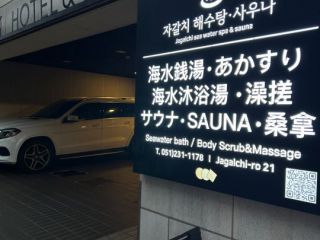 HOTEL &
자갈치 해수탕·사우나
Jagalchi sea water spa & sauna
海水銭湯・あかすり
海水沐浴湯・澡搓
サウナ・SAUNA・桑拿
Seawater bath / Body Scrub&Massage
T. 051)231-1178 | Jagalchi-ro 21